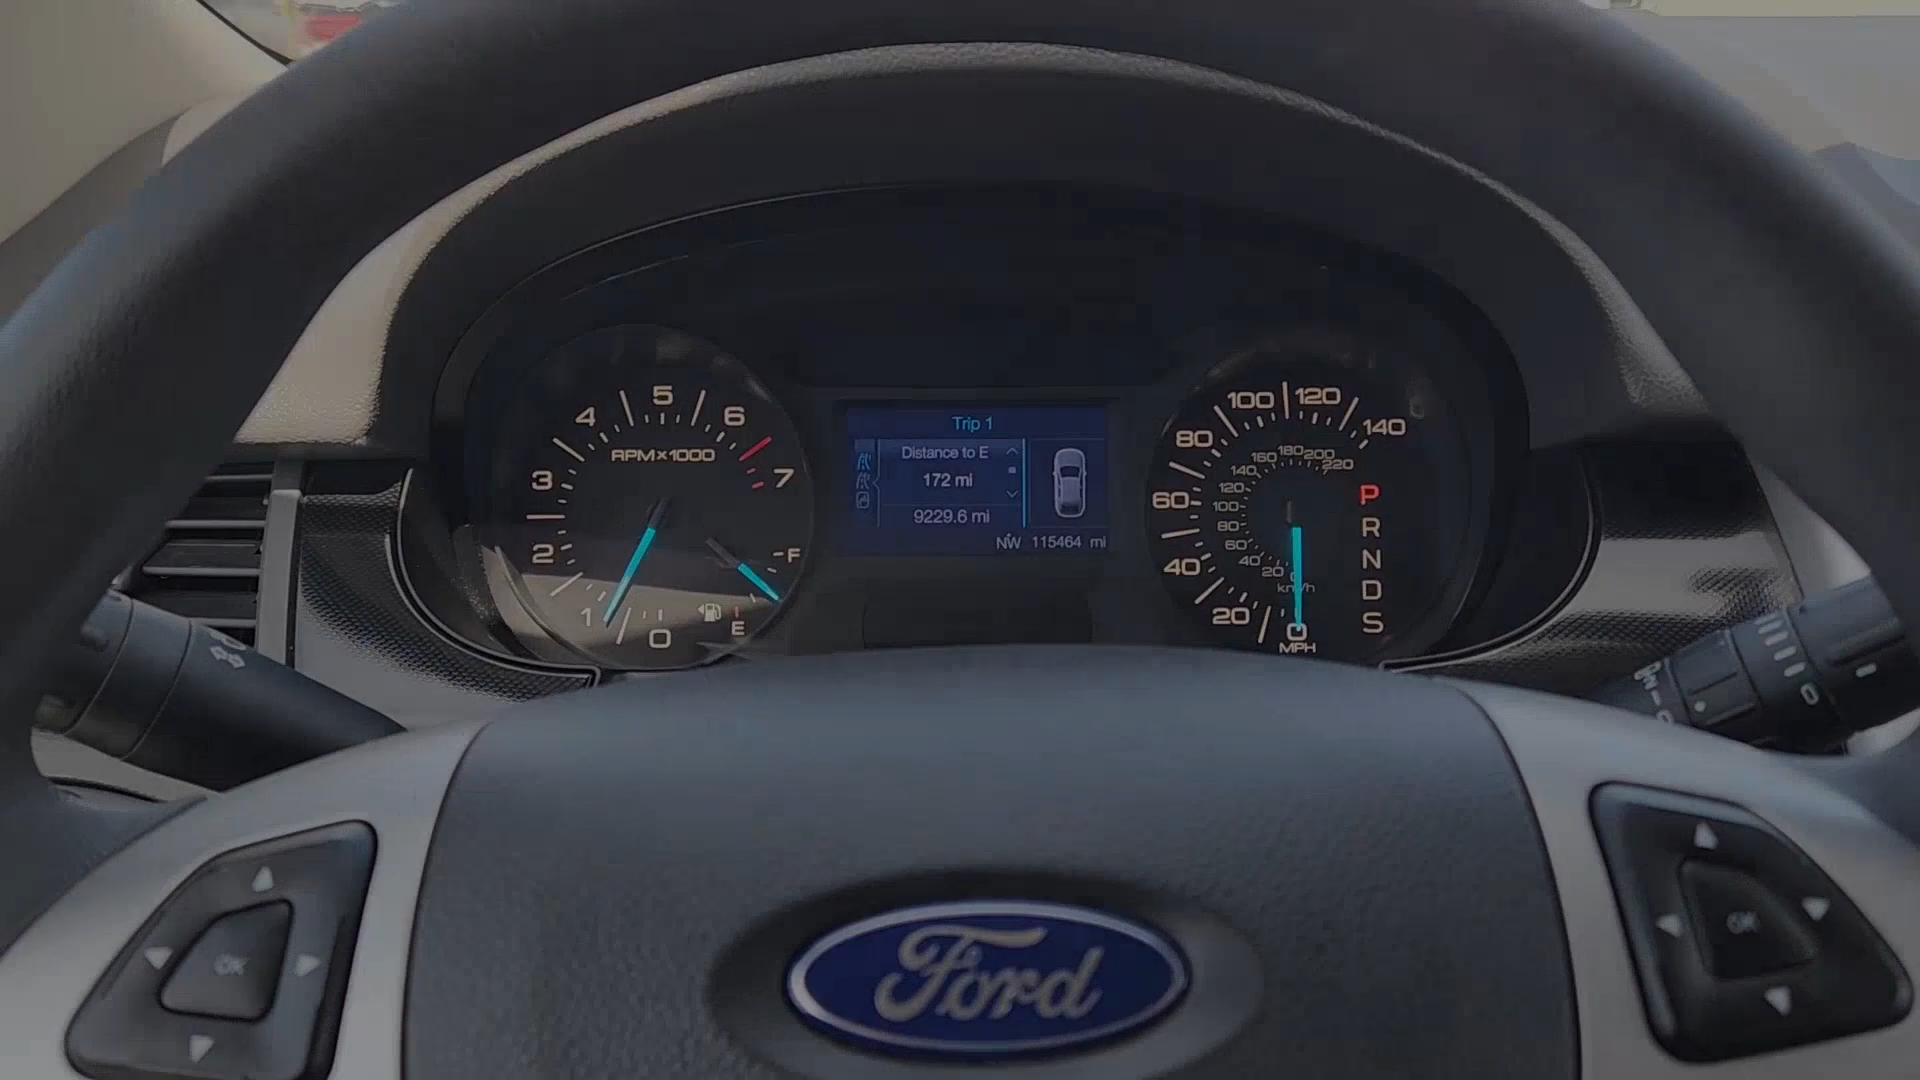 5
4
6
RPM×1000
3
7
2
F
1
0
E
Trip 1
Distance to E
172 mi
9229.6 mi
NW 115464 mi
100
120
80
140
180
160
200
140
220
120
60
100
80
60
40
40
20
0
km/h
20
0
MPH
P
R
N
D
S
OK
Ford
OK